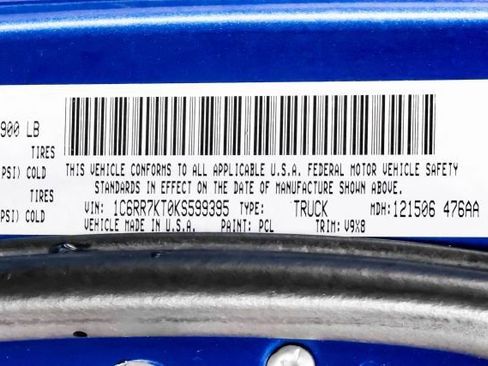 900 LB
TIRES
THIS VEHICLE CONFORMS TO ALL APPLICABLE U.S.A. FEDERAL MOTOR VEHICLE SAFETY
PSI) COLD
STANDARDS IN EFFECT ON THE DATE OF MANUFACTURE SHOWN ABOVE.
TIRES
PSI) COLD VIN: 1C6RR7KT0KS599395 TYPE: TRUCK MDH: 121506 476AA
VEHICLE MADE IN U.S.A. PAINT: PCL TRIM: V9X8